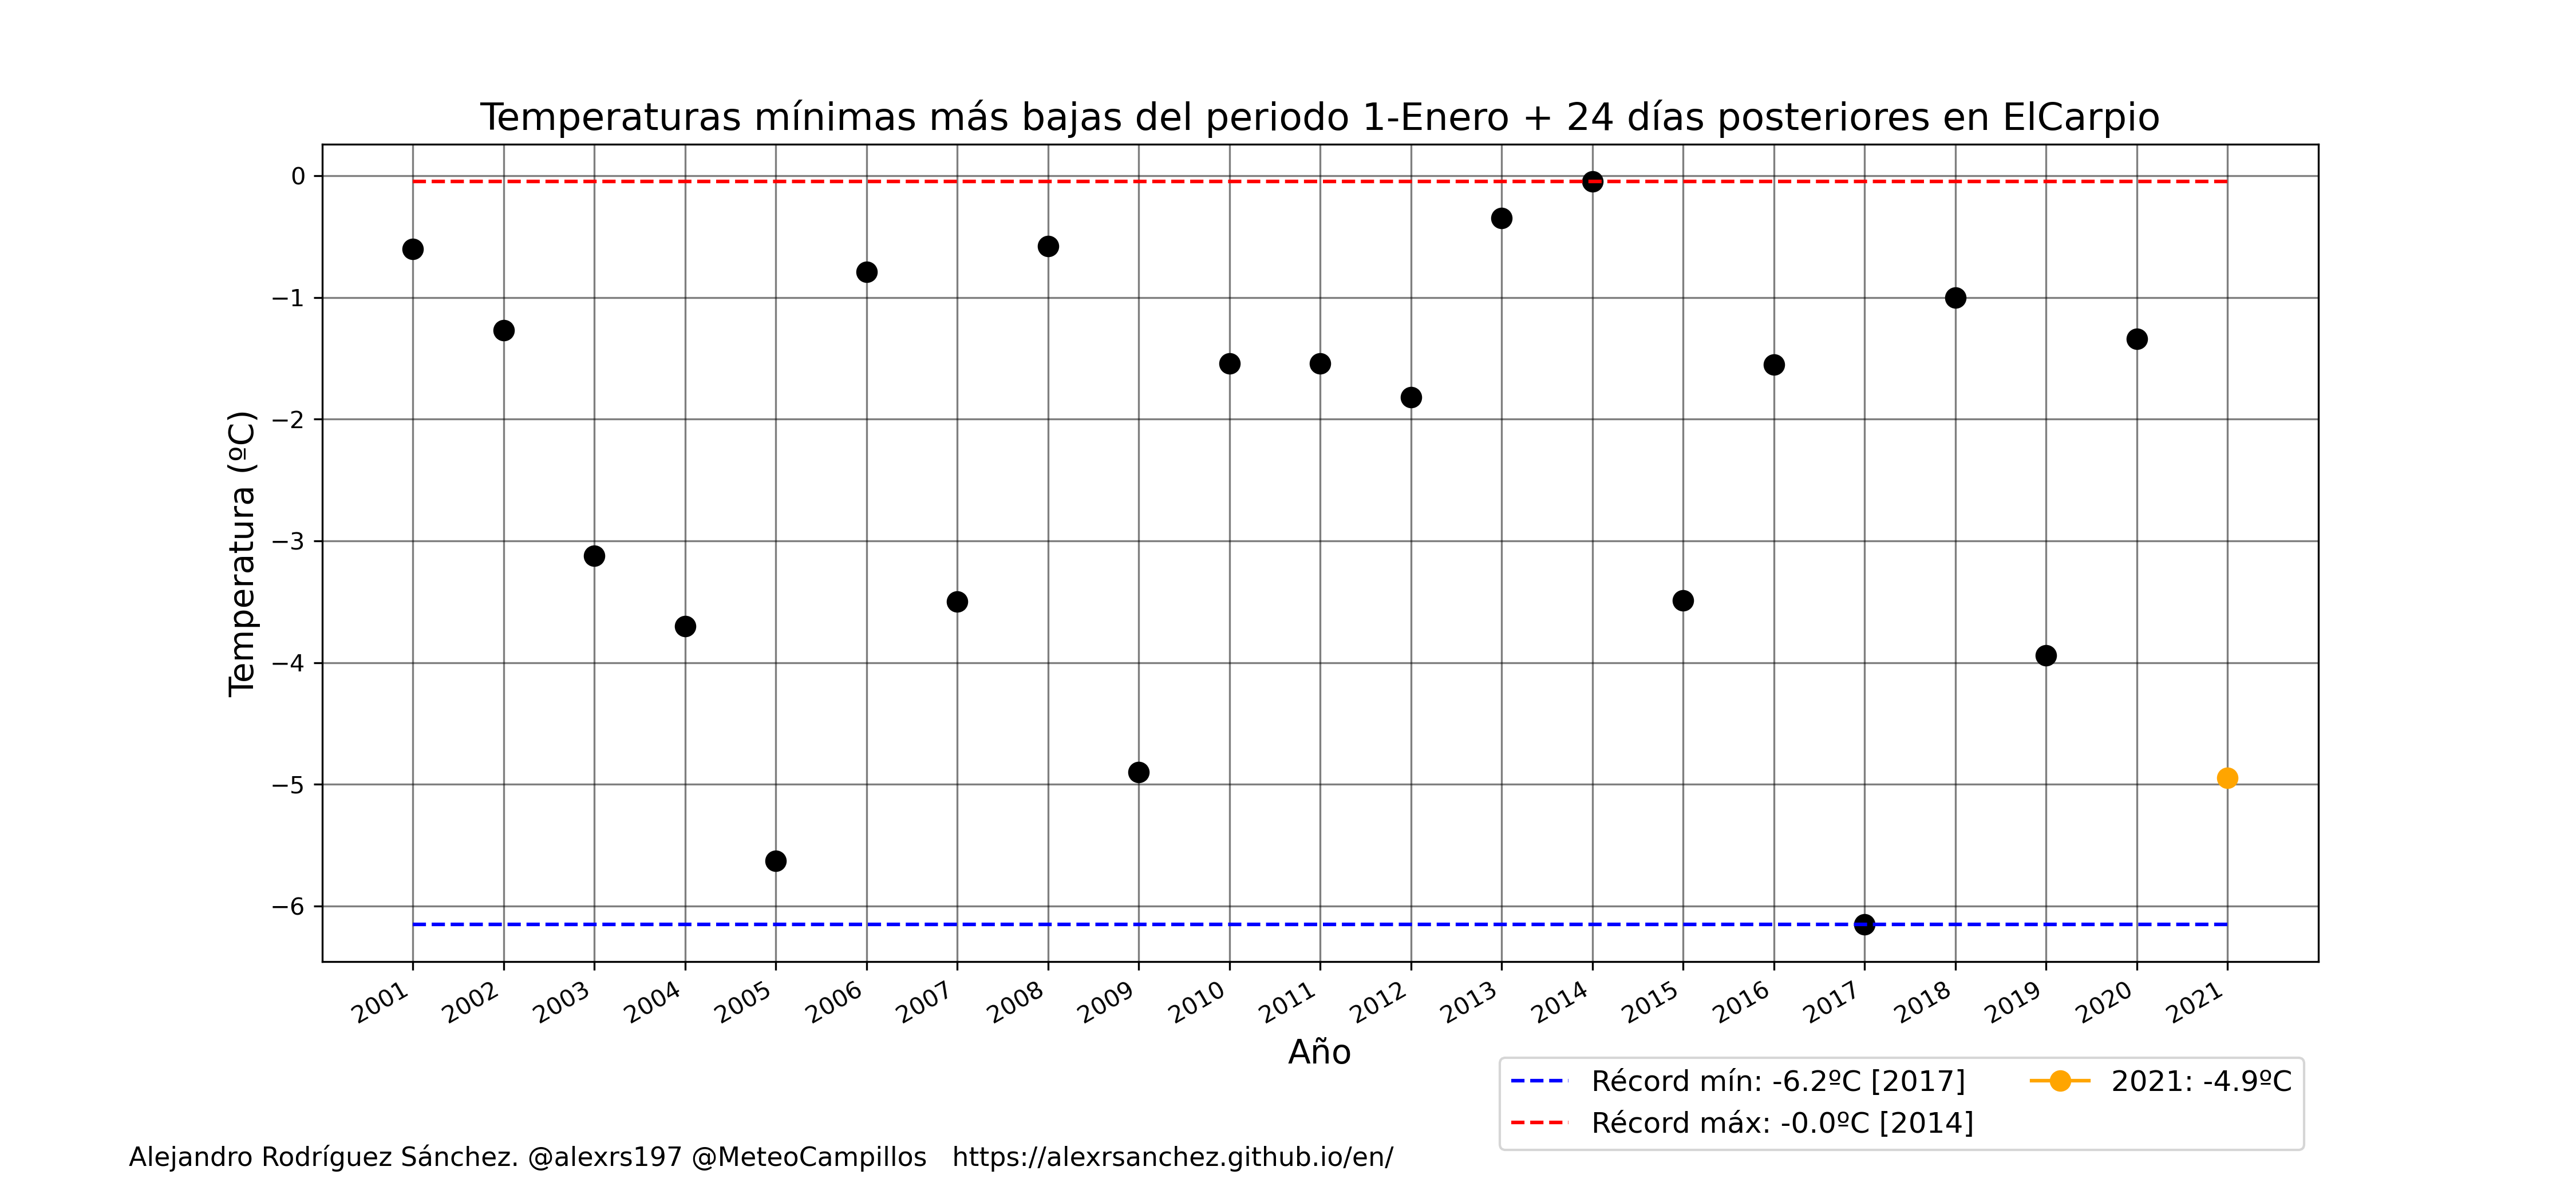 Temperaturas mínimas más bajas del periodo 1-Enero + 24 días posteriores en ElCarpio
Temperatura (ºC)
0
−1
−2
−3
−4
−5
−6
2001 2002 2003 2004 2005 2006 2007 2008 2009 2010 2011 2012 2013 2014 2015 2016 2017 2018 2019 2020 2021
Año
Récord mín: -6.2ºC [2017]
Récord máx: -0.0ºC [2014]
2021: -4.9ºC
Alejandro Rodríguez Sánchez. @alexrs197 @MeteoCampillos https://alexrsanchez.github.io/en/